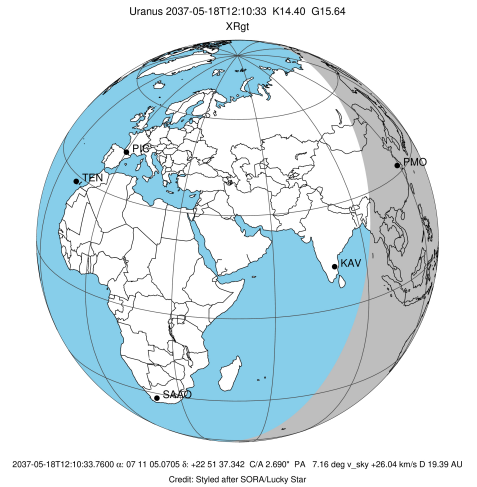 Uranus 2037-05-18T12:10:33 K14.40 G15.64
XRgt
PIC
TEN
PMO
KAV
SAAO
2037-05-18T12:10:33.7600 α: 07 11 05.0705 δ: +22 51 37.342 C/A 2.690" PA 7.16 deg v_sky +26.04 km/s D 19.39 AU
Credit: Styled after SORA/Lucky Star